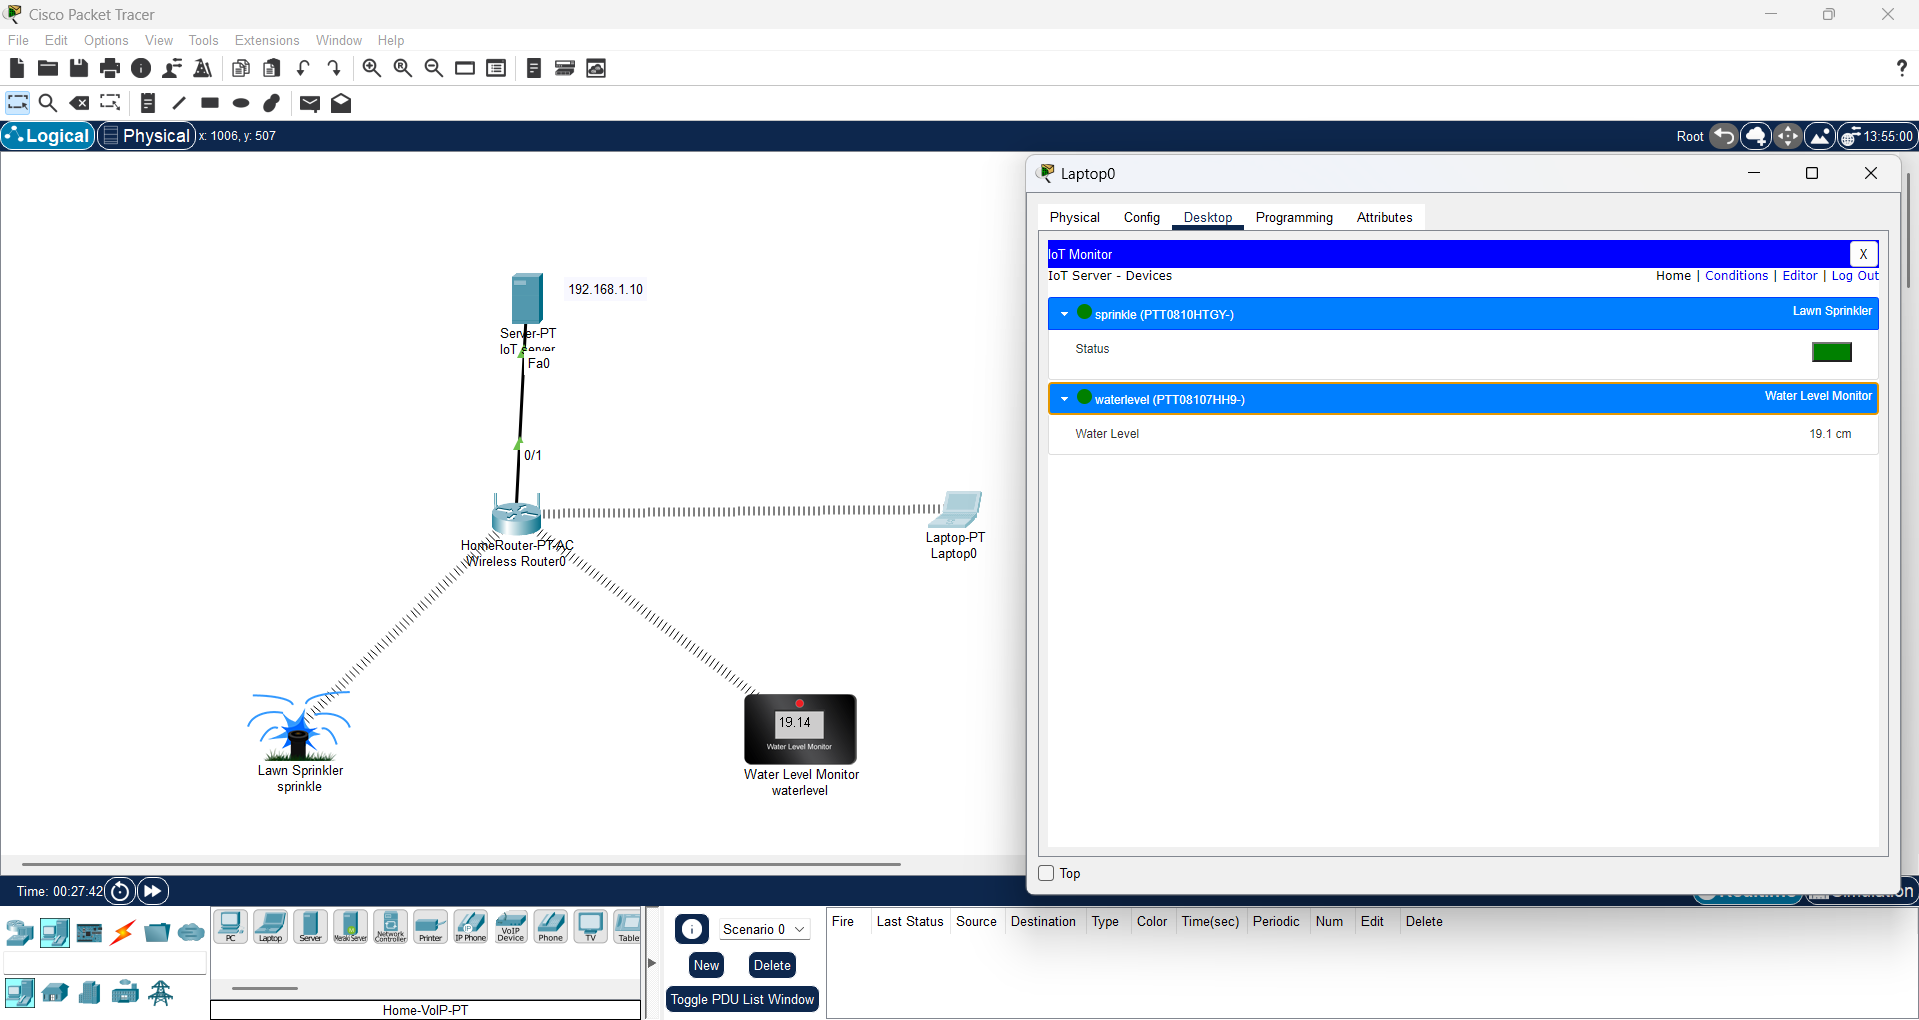 Cisco Packet Tracer
File Edit Options View Tools Extensions Window Help
?
Logical Physical x: 1006, y: 507 Root 13:55:00
Laptop0
Physical Config Desktop Programming Attributes
IoT Monitor X
IoT Server - Devices Home | Conditions | Editor | Log Out
sprinkle (PTT0810HTGY-) Lawn Sprinkler
Status
waterlevel (PTT08107HH9-) Water Level Monitor
Water Level 19.1 cm
Top
192.168.1.10
Server-PT
IoT server
Fa0
0/1
HomeRouter-PT-AC
Wireless Router0
Laptop-PT
Laptop0
Lawn Sprinkler
sprinkle
19.14
Water Level Monitor
Water Level Monitor
waterlevel
Time: 00:27:42
PC Laptop Server MerakiServer Network Controller Printer IP Phone VoIP Device Phone TV Table
Home-VoIP-PT
Scenario 0
New Delete
Toggle PDU List Window
Fire Last Status Source Destination Type Color Time(sec) Periodic Num Edit Delete